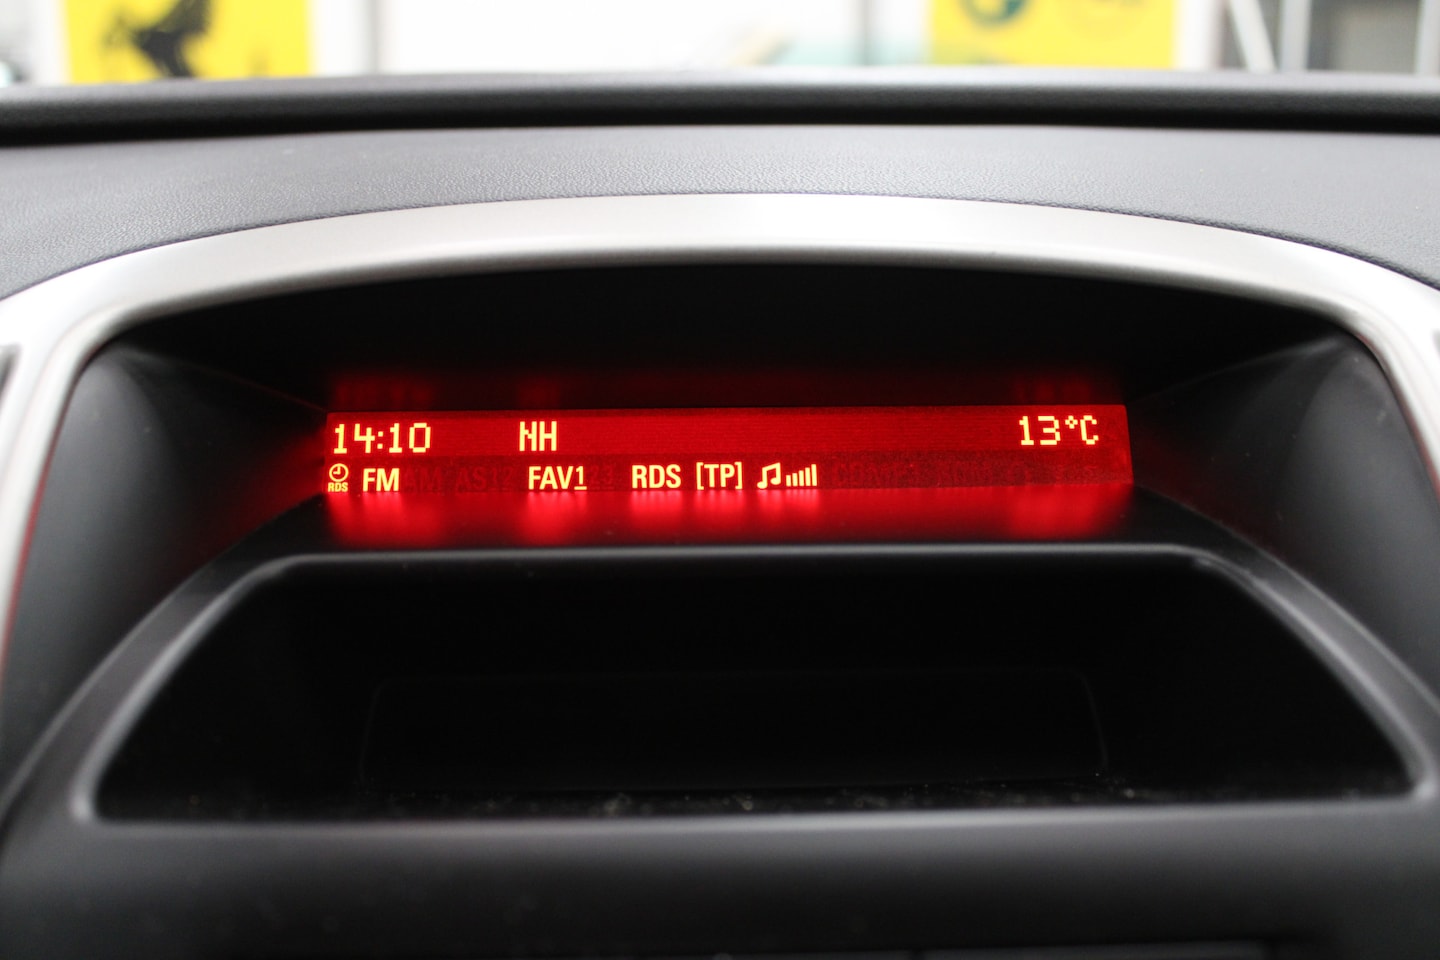 14:10 NH 13°C
RDS FM FAV1 RDS [TP]